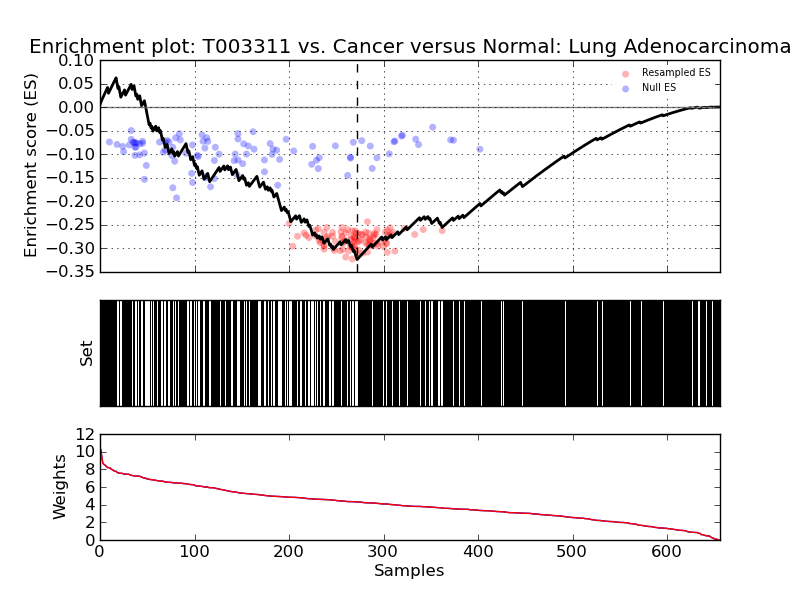 Enrichment plot: T003311 vs. Cancer versus Normal: Lung Adenocarcinoma
0.10
0.05
0.00
−0.05
−0.10
−0.15
−0.20
−0.25
−0.30
−0.35
Enrichment score (ES)
Resampled ES
Null ES
Set
12
10
8
6
4
2
0
Weights
0 100 200 300 400 500 600
Samples